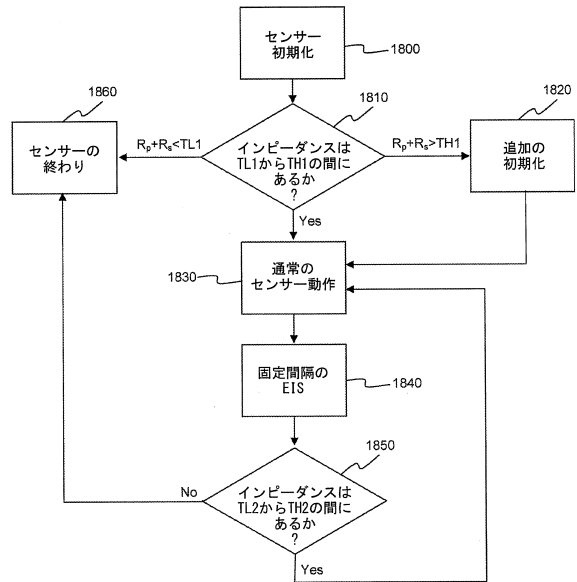 センサー
初期化
1800
1860
1810
1820
センサーの
終わり
Rp+Rs<TL1
インピーダンスは
TL1からTH1の間に
あるか
?
Rp+Rs>TH1
追加の
初期化
Yes
1830
通常の
センサー動作
固定間隔の
EIS
1840
1850
No
インピーダンスは
TL2からTH2の間に
あるか
?
Yes